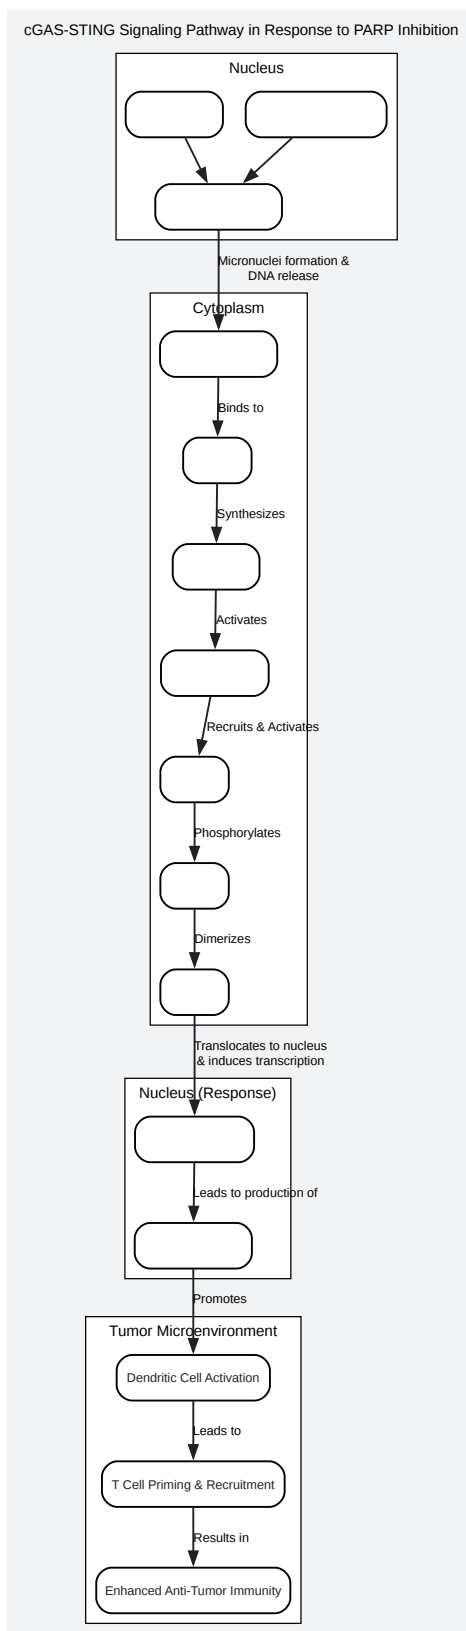 cGAS-STING Signaling Pathway in Response to PARP Inhibition
Nucleus
Micronuclei formation &
DNA release
Cytoplasm
Binds to
Synthesizes
Activates
Recruits & Activates
Phosphorylates
Dimerizes
Translocates to nucleus
& induces transcription
Nucleus (Response)
Leads to production of
Promotes
Tumor Microenvironment
Dendritic Cell Activation
Leads to
T Cell Priming & Recruitment
Results in
Enhanced Anti-Tumor Immunity